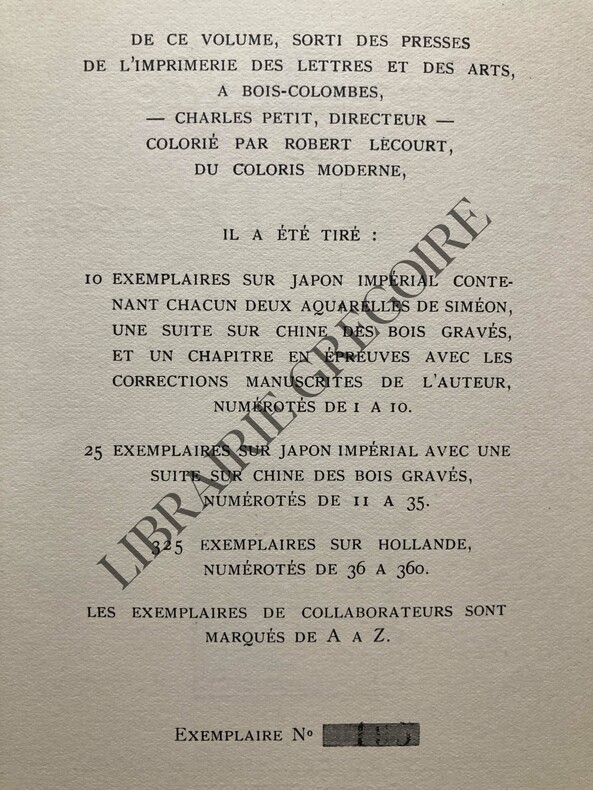 DE CE VOLUME, SORTI DES PRESSES
DE L'IMPRIMERIE DES LETTRES ET DES ARTS,
A BOIS-COLOMBES,
— CHARLES PETIT, DIRECTEUR —
COLORIÉ PAR ROBERT LECOURT,
DU COLORIS MODERNE,
IL A ÉTÉ TIRÉ :
10 EXEMPLAIRES SUR JAPON IMPÉRIAL CONTE-
NANT CHACUN DEUX AQUARELLES DE SIMÉON,
UNE SUITE SUR CHINE DES BOIS GRAVÉS,
ET UN CHAPITRE EN ÉPREUVES AVEC LES
CORRECTIONS MANUSCRITES DE L'AUTEUR,
NUMÉROTÉS DE 1 A 10.
25 EXEMPLAIRES SUR JAPON IMPÉRIAL AVEC UNE
SUITE SUR CHINE DES BOIS GRAVÉS,
NUMÉROTÉS DE 11 A 35.
325 EXEMPLAIRES SUR HOLLANDE,
NUMÉROTÉS DE 36 A 360.
LES EXEMPLAIRES DE COLLABORATEURS SONT
MARQUÉS DE A A Z.
EXEMPLAIRE Nº
LIBRAIRIE GRÉGOIRE